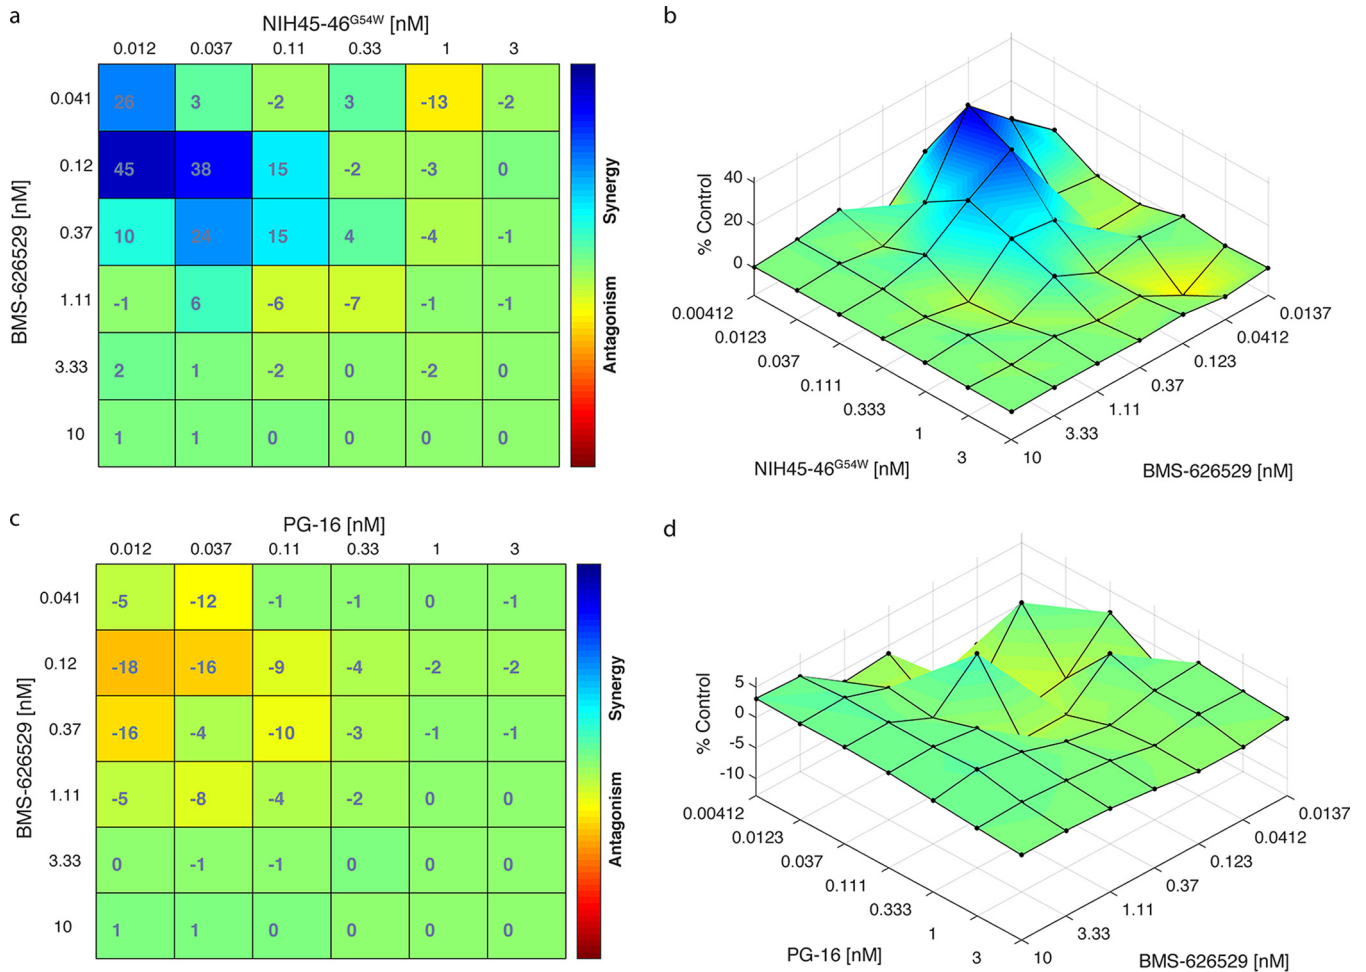 a
NIH45-46G54W [nM]
0.012 0.037 0.11 0.33 1 3
BMS-626529 [nM]
0.041 26 3 -2 3 -13 -2
0.12 45 38 15 -2 -3 0
0.37 10 24 15 4 -4 -1
1.11 -1 6 -6 -7 -1 -1
3.33 2 1 -2 0 -2 0
10 1 1 0 0 0 0
Synergy
Antagonism
b
% Control
40
20
0
0.00412
0.0123
0.037
0.111
0.333
1
3
NIH45-46G54W [nM]
0.0137
0.0412
0.123
0.37
1.11
3.33
10
BMS-626529 [nM]
c
PG-16 [nM]
0.012 0.037 0.11 0.33 1 3
BMS-626529 [nM]
0.041 -5 -12 -1 -1 0 -1
0.12 -18 -16 -9 -4 -2 -2
0.37 -16 -4 -10 -3 -1 -1
1.11 -5 -8 -4 -2 0 0
3.33 0 -1 -1 0 0 0
10 1 1 0 0 0 0
Synergy
Antagonism
d
% Control
5
0
-5
-10
0.00412
0.0123
0.037
0.111
0.333
1
3
PG-16 [nM]
0.0137
0.0412
0.123
0.37
1.11
3.33
10
BMS-626529 [nM]